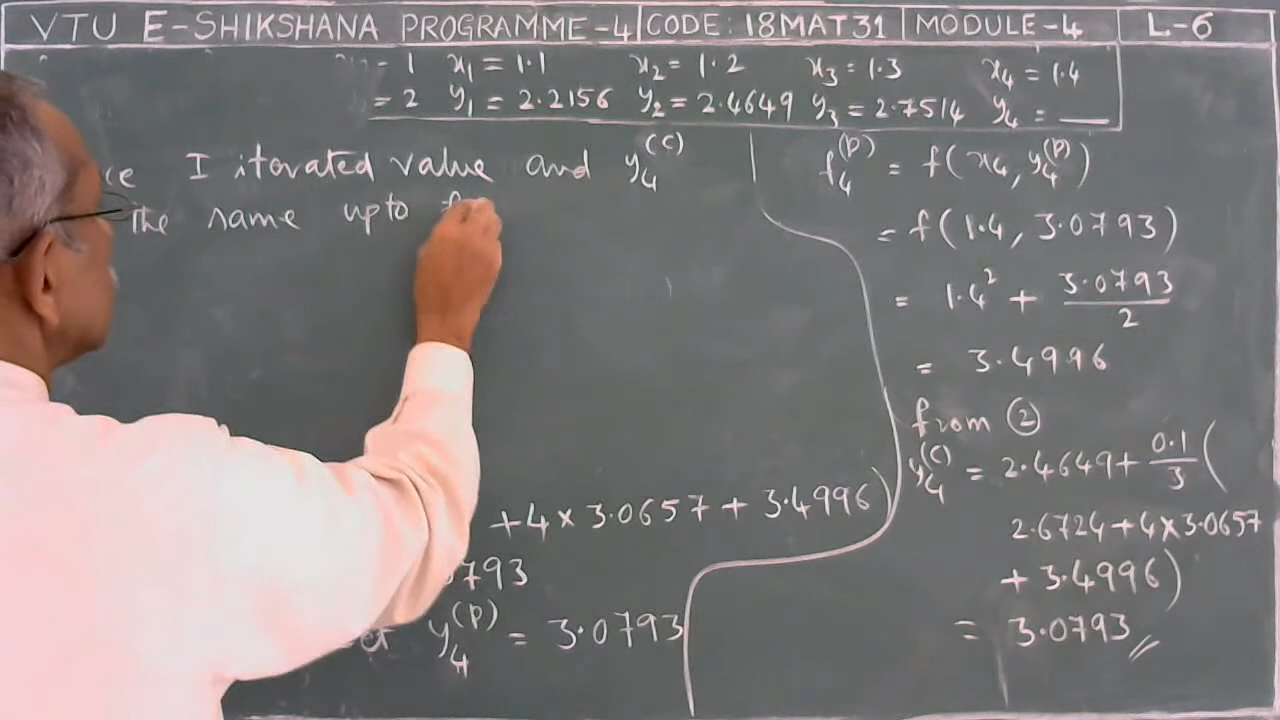 VTU E-SHIKSHANA PROGRAMME-4 CODE: 18MAT31 MODULE-4 L-6
= 1 x₁ = 1.1 x₂ = 1.2 x₃ = 1.3 x₄ = 1.4
= 2 y₁ = 2.2156 y₂ = 2.4649 y₃ = 2.7514 y₄ = __
I iterated value and y₄^(C)
The same upto
+4 × 3.0657 + 3.4996)
793
y₄^(P) = 3.0793
f₄^(P) = f(x₄, y₄^(P))
= f(1.4, 3.0793)
= 1.4² + 3.0793/2
= 3.4996
from ②
y₄^(C) = 2.4649 + 0.1/3 (
2.6724 + 4×3.0657
+ 3.4996)
= 3.0793